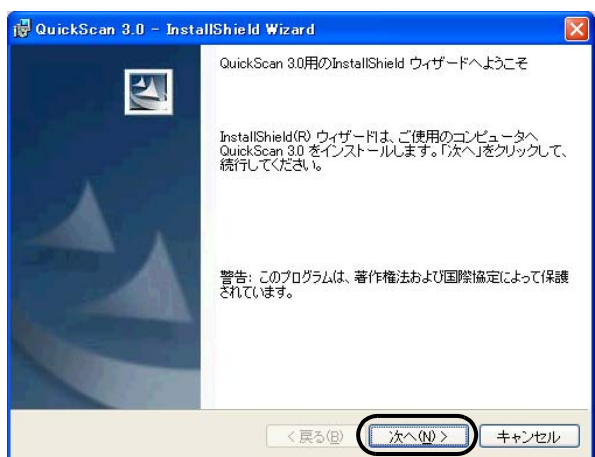 QuickScan 3.0 - InstallShield Wizard
QuickScan 3.0用のInstallShield ウィザードへようこそ
InstallShield(R) ウィザードは、ご使用のコンピュータへ
QuickScan 3.0 をインストールします。「次へ」をクリックして、
続行してください。
警告: このプログラムは、著作権法および国際協定によって保護
されています。
< 戻る(B)
次へ(N) >
キャンセル